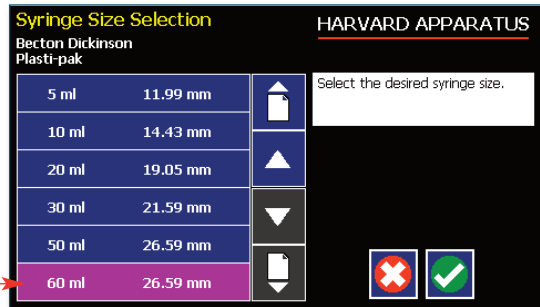 Syringe Size Selection
Becton Dickinson
Plasti-pak
HARVARD APPARATUS
5 ml 11.99 mm
10 ml 14.43 mm
20 ml 19.05 mm
30 ml 21.59 mm
50 ml 26.59 mm
60 ml 26.59 mm
Select the desired syringe size.